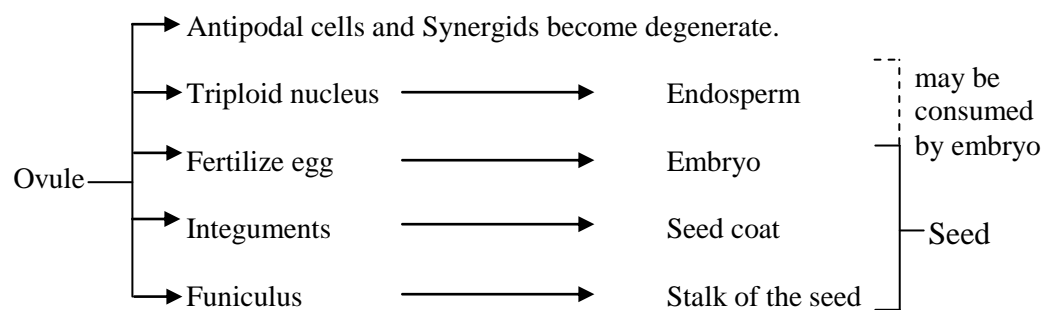 Antipodal cells and Synergids become degenerate.
Triploid nucleus Endosperm
may be
consumed
by embryo
Fertilize egg Embryo
Ovule
Integuments Seed coat
Seed
Funiculus Stalk of the seed